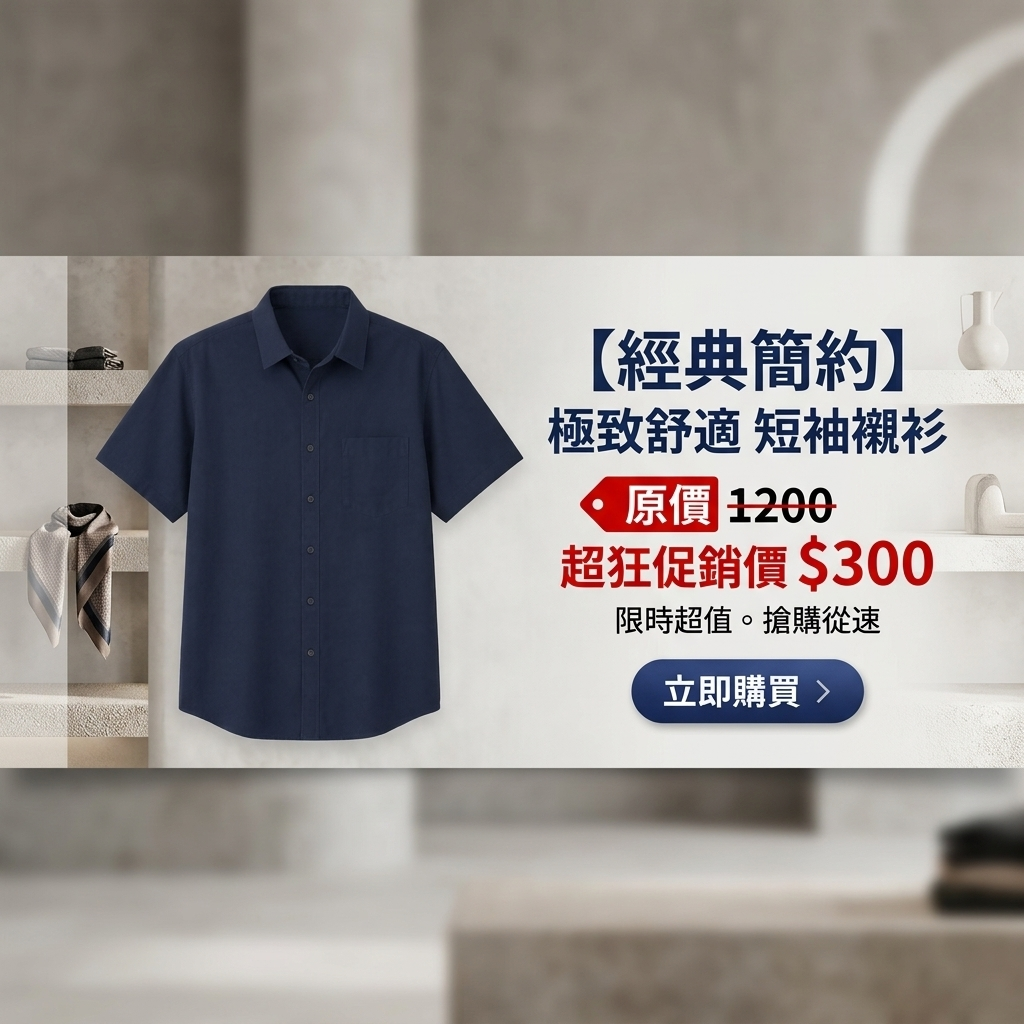 【經典簡約】
極致舒適 短袖襯衫
原價 1200
超狂促銷價 $300
限時超值。搶購從速
立即購買 >